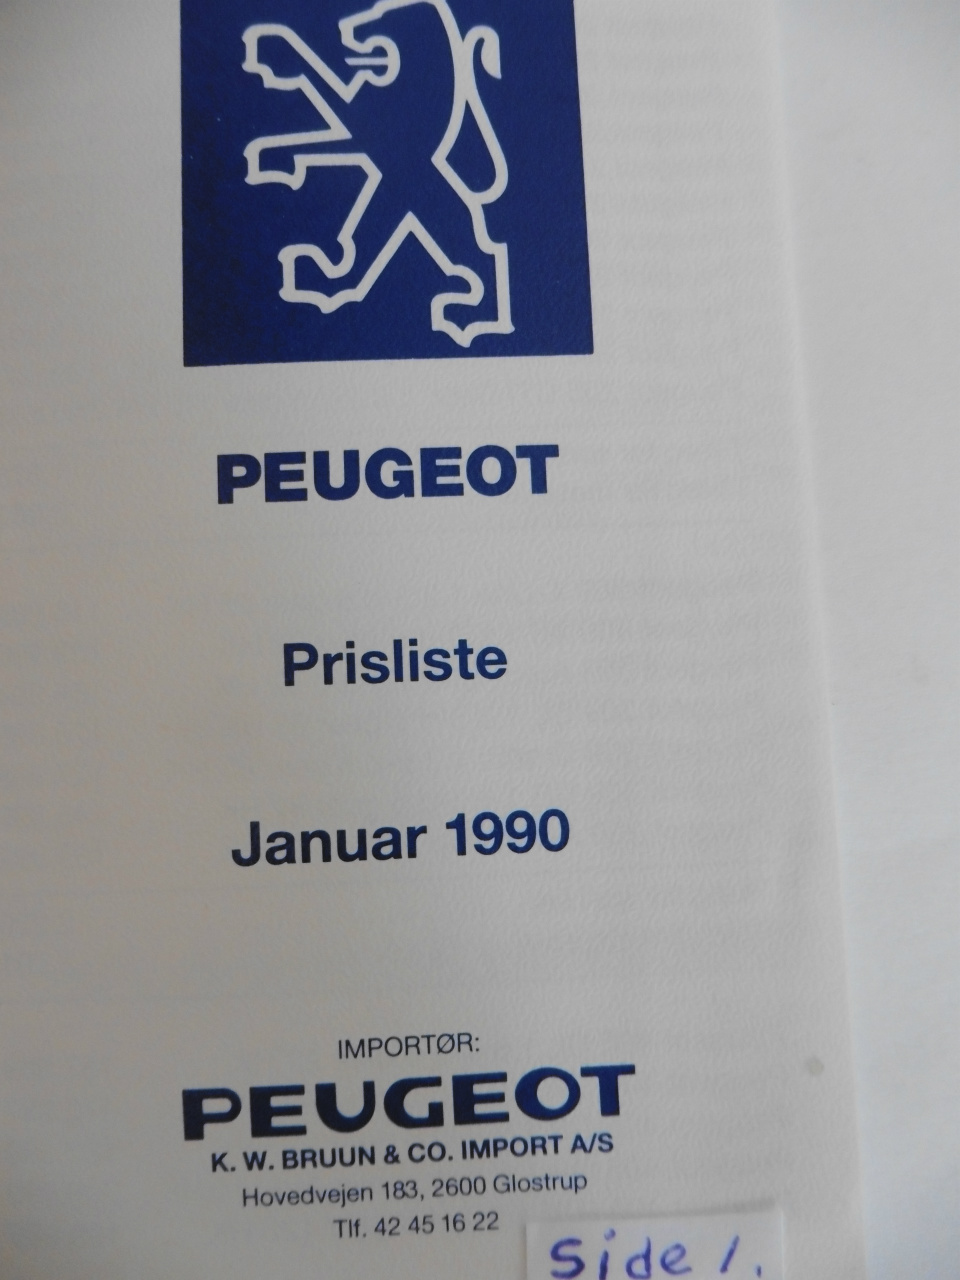 PEUGEOT
Prisliste
Januar 1990
IMPORTØR:
PEUGEOT
K. W. BRUUN & CO. IMPORT A/S
Hovedvejen 183, 2600 Glostrup
Tlf. 42 45 16 22
Side 1.